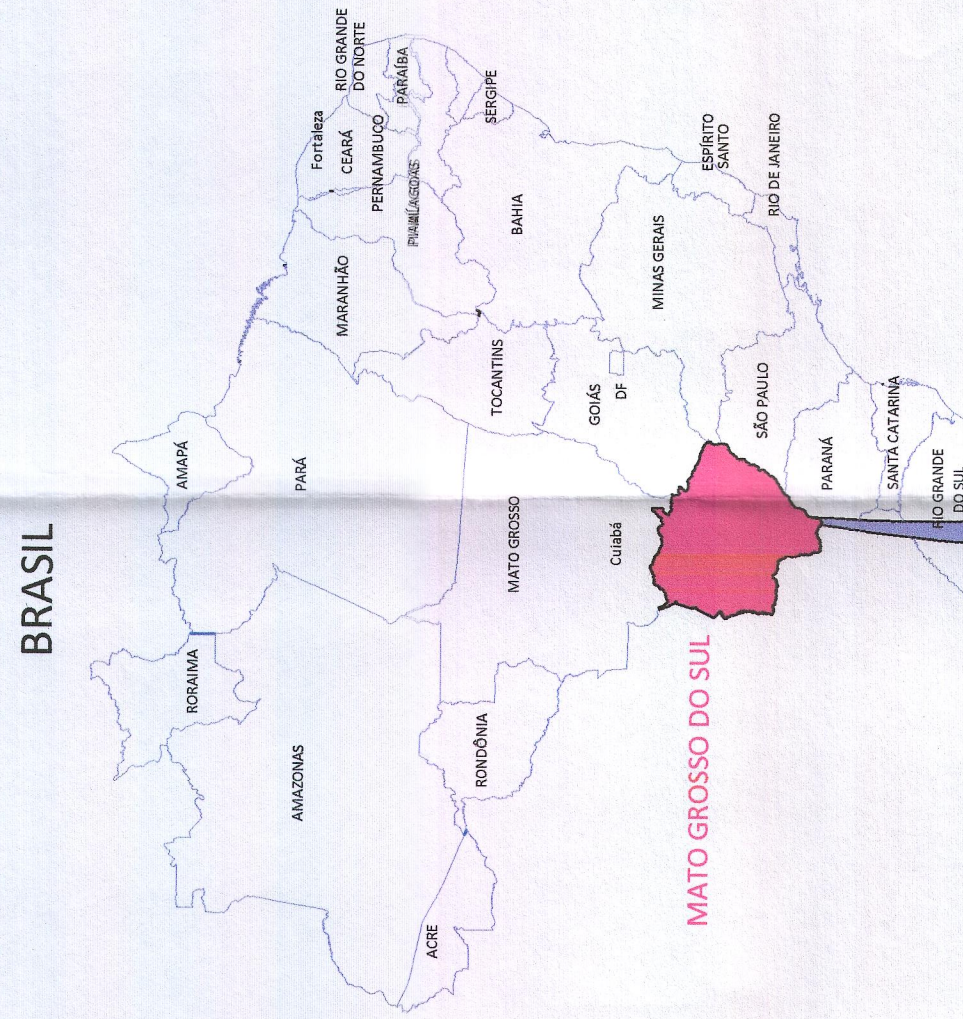 BRASIL
RORAIMA
AMAPÁ
AMAZONAS
PARÁ
Fortaleza
RIO GRANDE
DO NORTE
MARANHÃO
CEARÁ
PERNAMBUCO
PARAÍBA
ACRE
RONDÔNIA
TOCANTINS
SERGIPE
MATO GROSSO
BAHIA
GOIÁS
DF
Cuiabá
MINAS GERAIS
MATO GROSSO DO SUL
ESPÍRITO
SANTO
SÃO PAULO
RIO DE JANEIRO
PARANÁ
SANTA CATARINA
RIO GRANDE
DO SUL